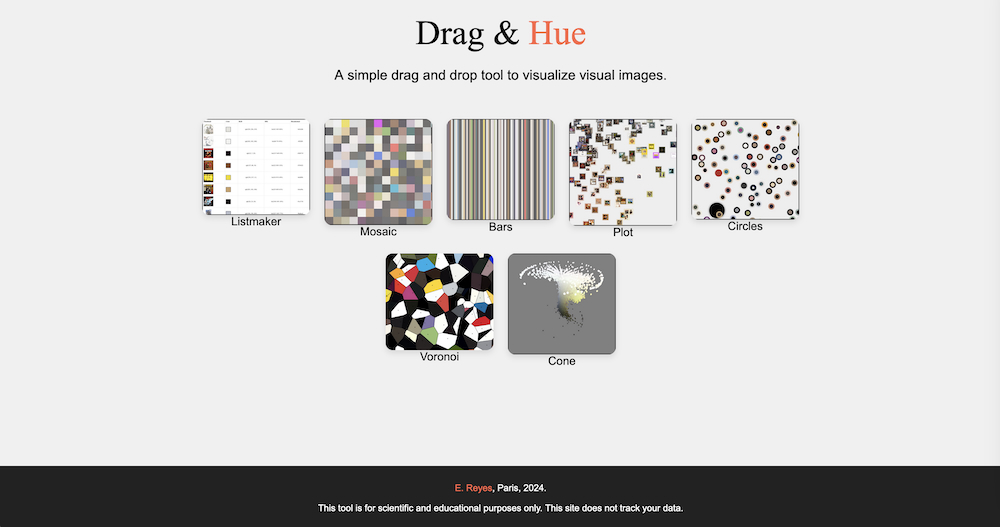 Drag & Hue
A simple drag and drop tool to visualize visual images.
Listmaker
Mosaic
Bars
Plot
Circles
Voronoi
Cone
E. Reyes, Paris, 2024.
This tool is for scientific and educational purposes only. This site does not track your data.